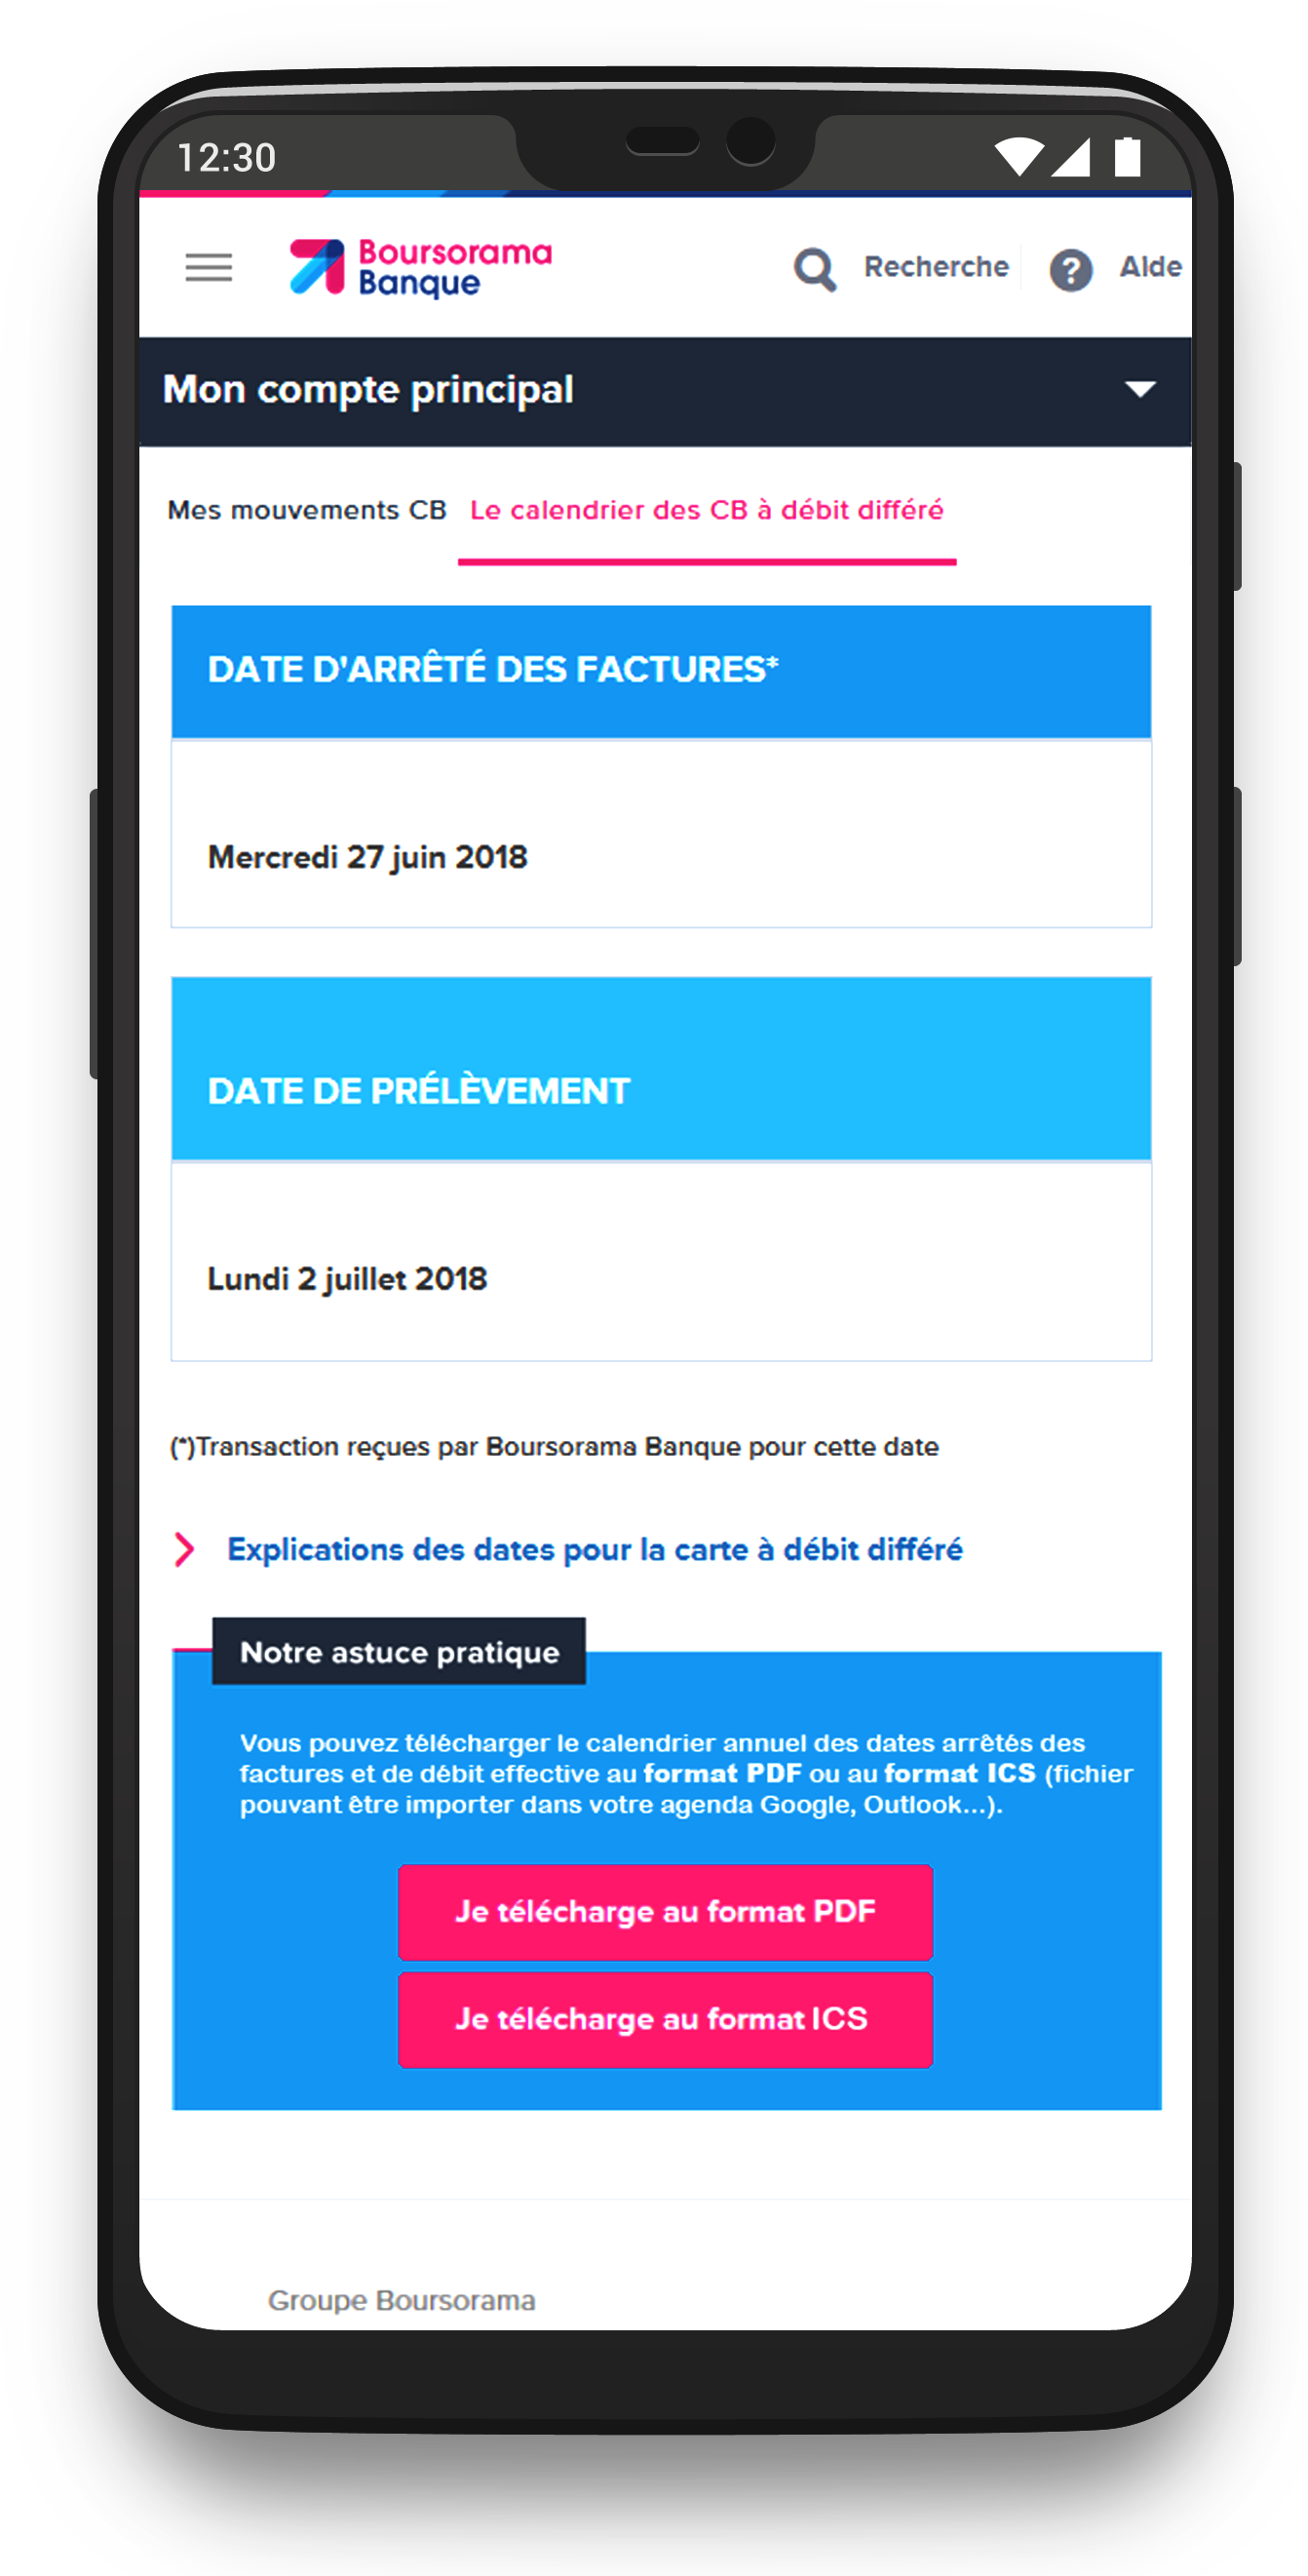 12:30
Boursorama
Banque
Recherche
? Aide
Mon compte principal
Mes mouvements CB Le calendrier des CB à débit différé
DATE D'ARRÊTÉ DES FACTURES*
Mercredi 27 juin 2018
DATE DE PRÉLÈVEMENT
Lundi 2 juillet 2018
(*)Transaction reçues par Boursorama Banque pour cette date
Explications des dates pour la carte à débit différé
Notre astuce pratique
Vous pouvez télécharger le calendrier annuel des dates arrêtés des
factures et de débit effective au format PDF ou au format ICS (fichier
pouvant être importer dans votre agenda Google, Outlook...).
Je télécharge au format PDF
Je télécharge au format ICS
Groupe Boursorama